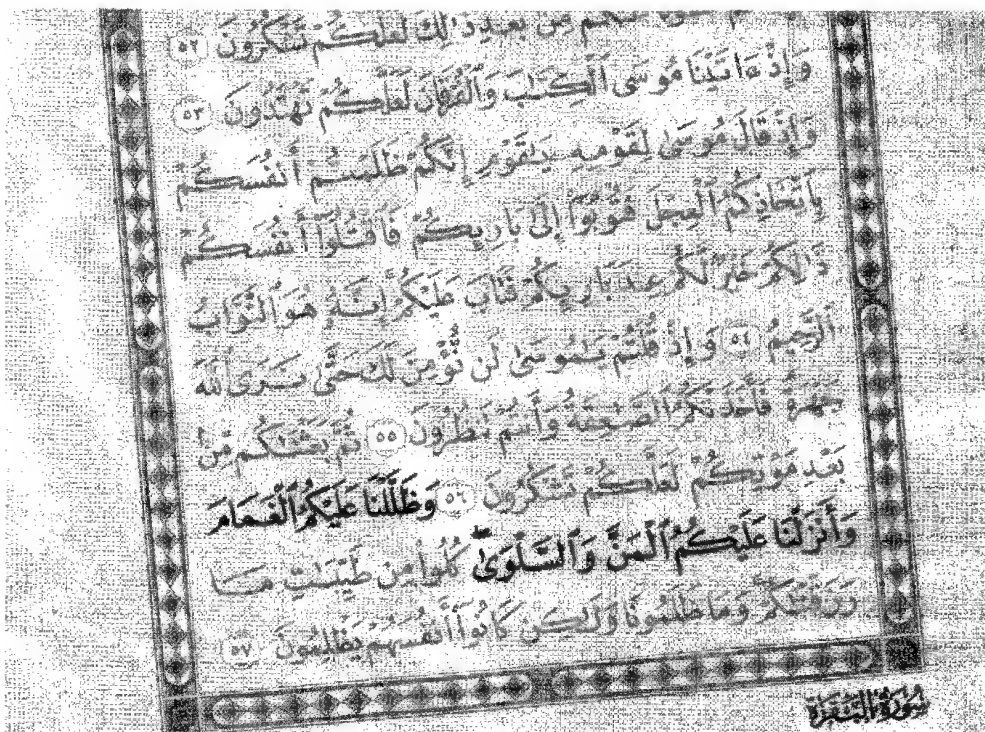 مِّنۢ بَعْدِ ذَٰلِكَ لَعَلَّكُمْ تَشْكُرُونَ ٥٢
وَإِذْ ءَاتَيْنَا مُوسَى ٱلْكِتَٰبَ وَٱلْفُرْقَانَ لَعَلَّكُمْ تَهْتَدُونَ ٥٣
وَإِذْ قَالَ مُوسَىٰ لِقَوْمِهِۦ يَٰقَوْمِ إِنَّكُمْ ظَلَمْتُمْ أَنفُسَكُم
بِٱتِّخَاذِكُمُ ٱلْعِجْلَ فَتُوبُوٓا۟ إِلَىٰ بَارِئِكُمْ فَٱقْتُلُوٓا۟ أَنفُسَكُمْ
ذَٰلِكُمْ خَيْرٌ لَّكُمْ عِندَ بَارِئِكُمْ فَتَابَ عَلَيْكُمْ إِنَّهُۥ هُوَ ٱلتَّوَّابُ
ٱلرَّحِيمُ ٥٤ وَإِذْ قُلْتُمْ يَٰمُوسَىٰ لَن نُّؤْمِنَ لَكَ حَتَّىٰ نَرَى ٱللَّهَ
جَهْرَةً فَأَخَذَتْكُمُ ٱلصَّٰعِقَةُ وَأَنتُمْ تَنظُرُونَ ٥٥ ثُمَّ بَعَثْنَٰكُم مِّنۢ
بَعْدِ مَوْتِكُمْ لَعَلَّكُمْ تَشْكُرُونَ ٥٦ وَظَلَّلْنَا عَلَيْكُمُ ٱلْغَمَامَ
وَأَنزَلْنَا عَلَيْكُمُ ٱلْمَنَّ وَٱلسَّلْوَىٰ ۖ كُلُوا۟ مِن طَيِّبَٰتِ مَا
رَزَقْنَٰكُمْ وَمَا ظَلَمُونَا وَلَٰكِن كَانُوٓا۟ أَنفُسَهُمْ يَظْلِمُونَ ٥٧
سُورَةُ الْبَقَرَةِ